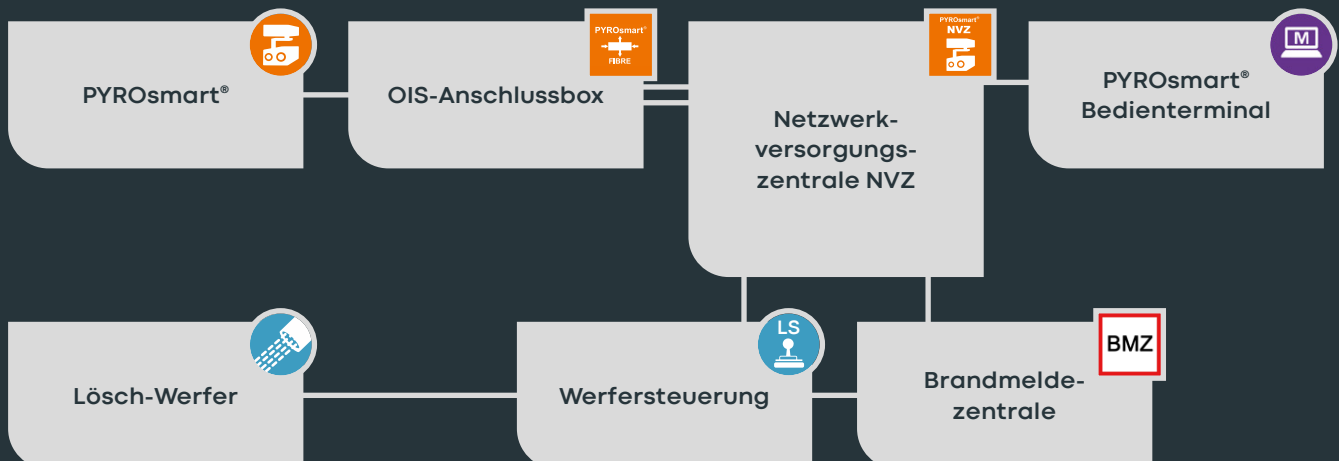 PYROsmart®
PYROsmart®
FIBRE
OIS-Anschlussbox
PYROsmart®
NVZ
Netzwerk-
versorgungs-
zentrale NVZ
M
PYROsmart®
Bedienterminal
Lösch-Werfer
LS
Werfersteuerung
BMZ
Brandmelde-
zentrale